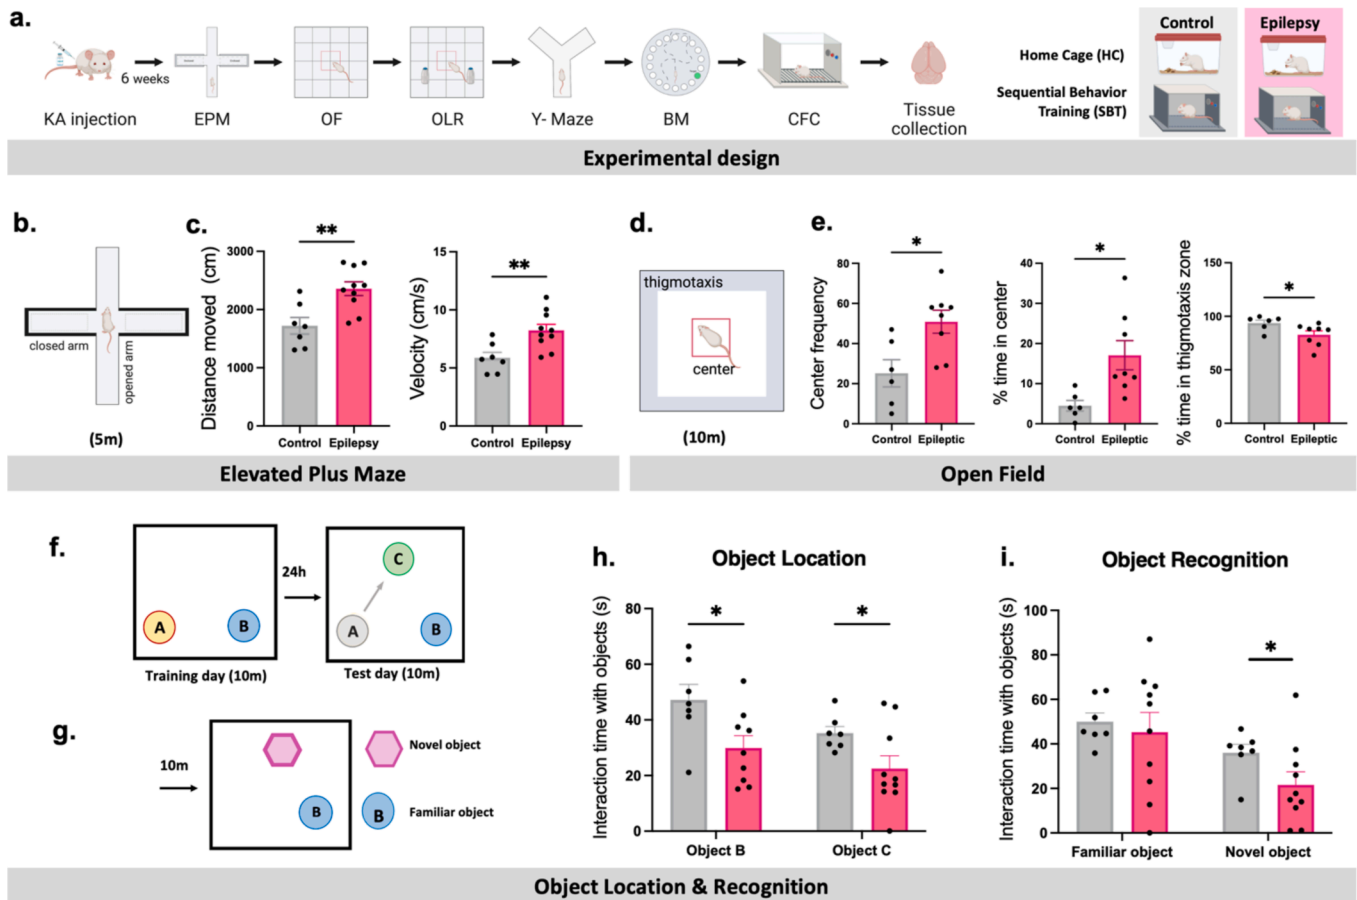 a.
KA injection
6 weeks
EPM
OF
OLR
Y- Maze
BM
CFC
Tissue
collection
Control
Epilepsy
Home Cage (HC)
Sequential Behavior
Training (SBT)
Experimental design
b.
closed arm
opened arm
(5m)
c.
Distance moved (cm)
3000
2000
1000
0
**
Control
Epilepsy
Velocity (cm/s)
15
10
5
0
**
Control
Epilepsy
Elevated Plus Maze
d.
thigmotaxis
center
(10m)
e.
Center frequency
80
60
40
20
0
*
Control
Epileptic
% time in center
40
30
20
10
0
*
Control
Epileptic
% time in thigmotaxis zone
150
100
50
0
*
Control
Epileptic
Open Field
f.
A
B
Training day (10m)
24h
C
A
B
Test day (10m)
g.
10m
B
Novel object
B
Familiar object
h.
Object Location
Interaction time with objects (s)
80
60
40
20
0
*
*
Object B
Object C
i.
Object Recognition
Interaction time with objects (s)
100
80
60
40
20
0
*
Familiar object
Novel object
Object Location & Recognition